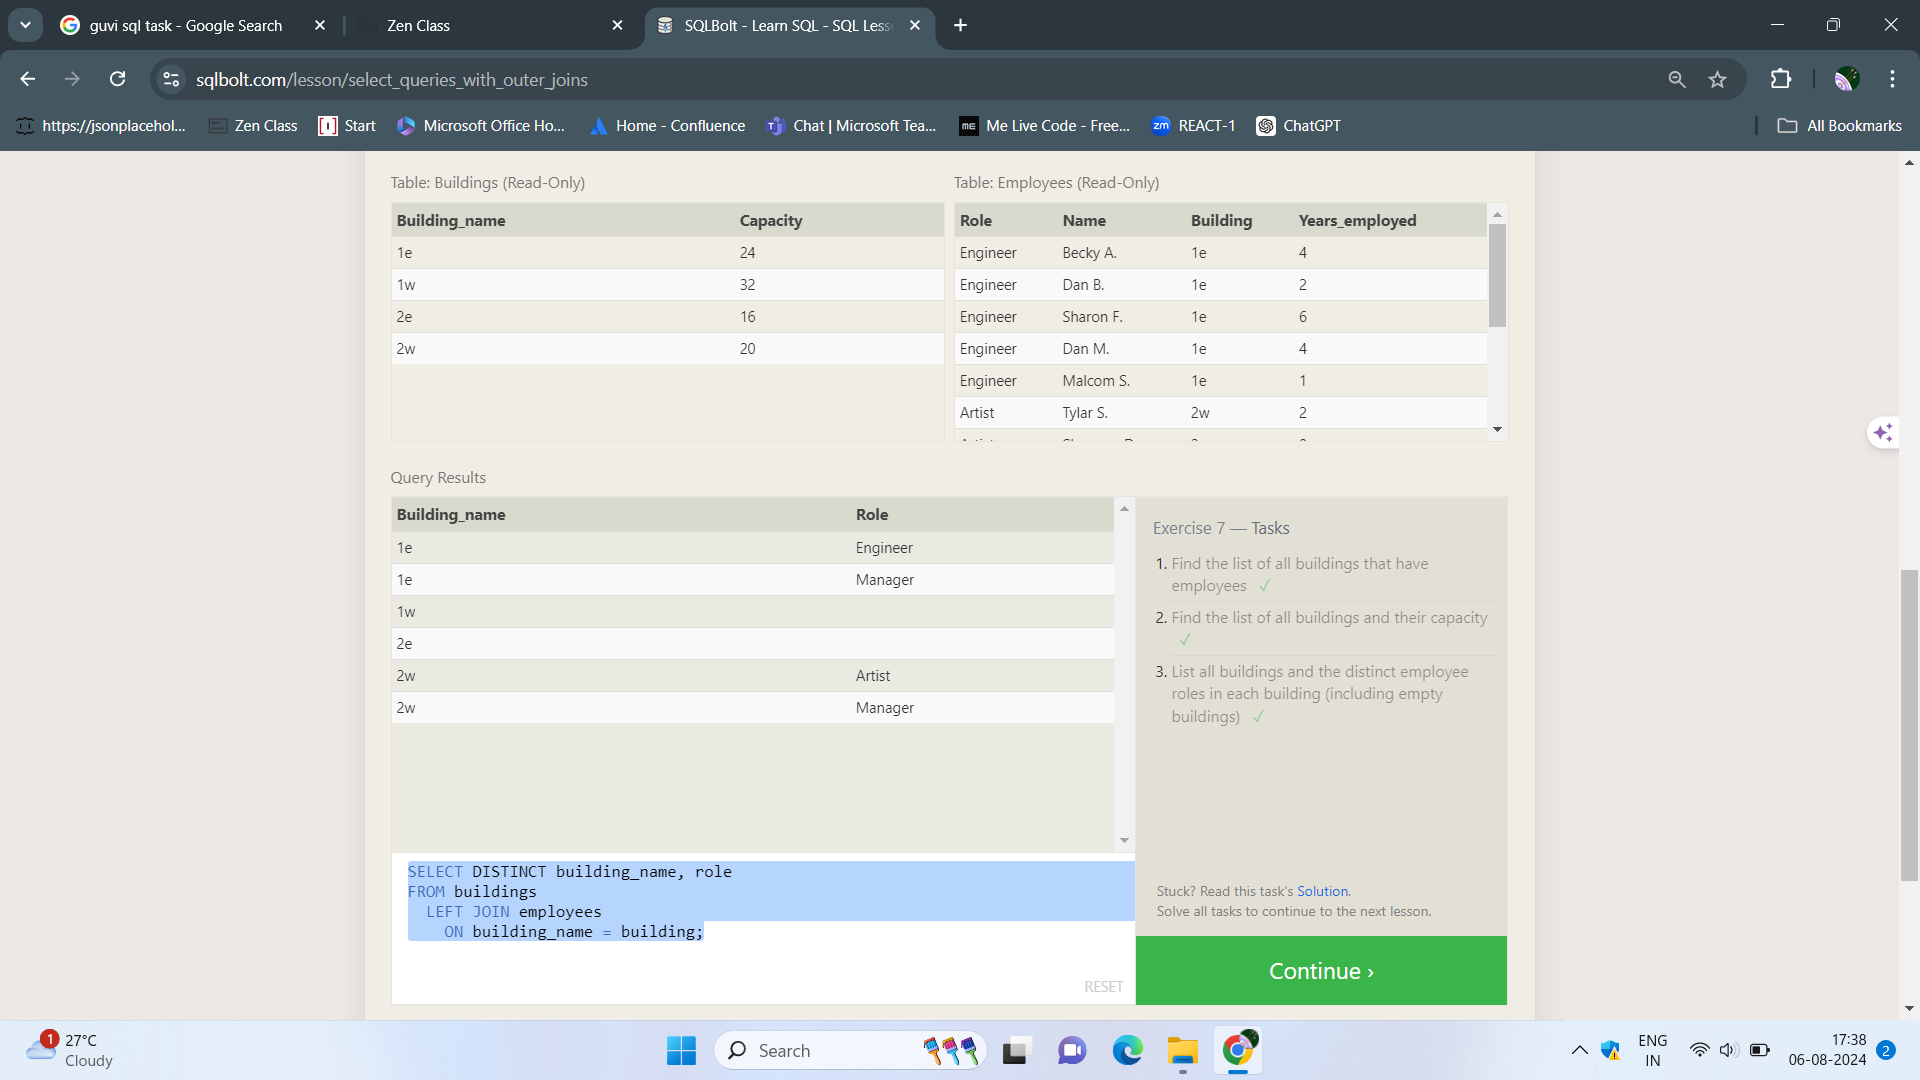 guvi sql task - Google Search
Zen Class
SQLBolt - Learn SQL - SQL Less
sqlbolt.com/lesson/select_queries_with_outer_joins
https://jsonplacehol...
Zen Class
Start
Microsoft Office Ho...
Home - Confluence
Chat | Microsoft Tea...
ME Me Live Code - Free...
zm REACT-1
ChatGPT
All Bookmarks
Table: Buildings (Read-Only)
Building_name Capacity
1e 24
1w 32
2e 16
2w 20
Table: Employees (Read-Only)
Role Name Building Years_employed
Engineer Becky A. 1e 4
Engineer Dan B. 1e 2
Engineer Sharon F. 1e 6
Engineer Dan M. 1e 4
Engineer Malcom S. 1e 1
Artist Tylar S. 2w 2
Query Results
Building_name Role
1e Engineer
1e Manager
1w
2e
2w Artist
2w Manager
SELECT DISTINCT building_name, role
FROM buildings
LEFT JOIN employees
ON building_name = building;
RESET
Exercise 7 — Tasks
1. Find the list of all buildings that have
employees ✓
2. Find the list of all buildings and their capacity
✓
3. List all buildings and the distinct employee
roles in each building (including empty
buildings) ✓
Stuck? Read this task's Solution.
Solve all tasks to continue to the next lesson.
Continue ›
1
27°C
Cloudy
Search
ENG
IN
17:38
06-08-2024
2